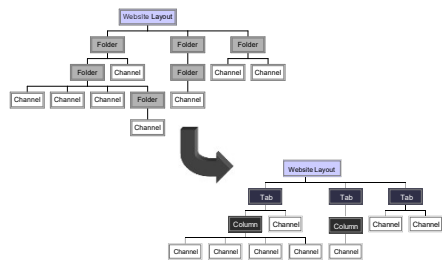 Website Layout
Folder Folder Folder
Folder Channel Folder Channel Channel
Channel Channel Channel Folder Channel
Channel
Website Layout
Tab Tab Tab
Column Channel Column Channel Channel
Channel Channel Channel Channel Channel